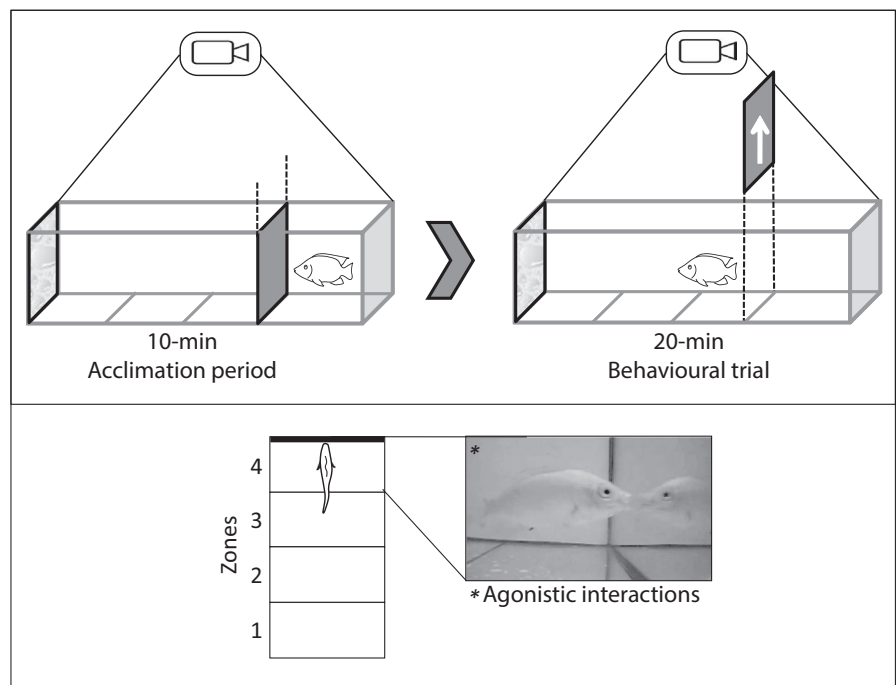 10-min
Acclimation period
20-min
Behavioural trial
Zones
4
3
2
1
*
* Agonistic interactions